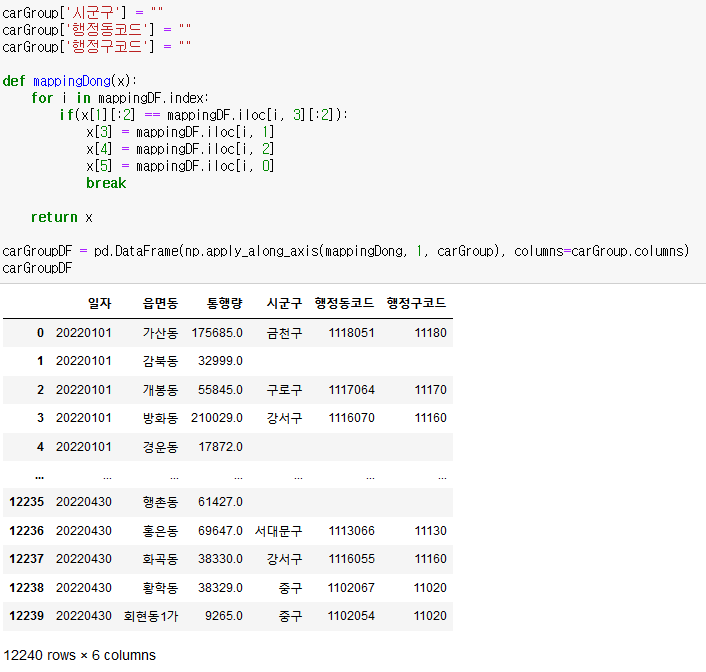 carGroup['시군구'] = ""
carGroup['행정동코드'] = ""
carGroup['행정구코드'] = ""
def mappingDong(x):
    for i in mappingDF.index:
        if(x[1][:2] == mappingDF.iloc[i, 3][:2]):
            x[3] = mappingDF.iloc[i, 1]
            x[4] = mappingDF.iloc[i, 2]
            x[5] = mappingDF.iloc[i, 0]
            break
    return x
carGroupDF = pd.DataFrame(np.apply_along_axis(mappingDong, 1, carGroup), columns=carGroup.columns)
carGroupDF
일자 읍면동 통행량 시군구 행정동코드 행정구코드
0 20220101 가산동 175685.0 금천구 1118051 11180
1 20220101 감북동 32999.0
2 20220101 개봉동 55845.0 구로구 1117064 11170
3 20220101 방화동 210029.0 강서구 1116070 11160
4 20220101 경운동 17872.0
... ... ... ... ... ... ...
12235 20220430 행촌동 61427.0
12236 20220430 홍은동 69647.0 서대문구 1113066 11130
12237 20220430 화곡동 38330.0 강서구 1116055 11160
12238 20220430 황학동 38329.0 중구 1102067 11020
12239 20220430 회현동1가 9265.0 중구 1102054 11020
12240 rows × 6 columns